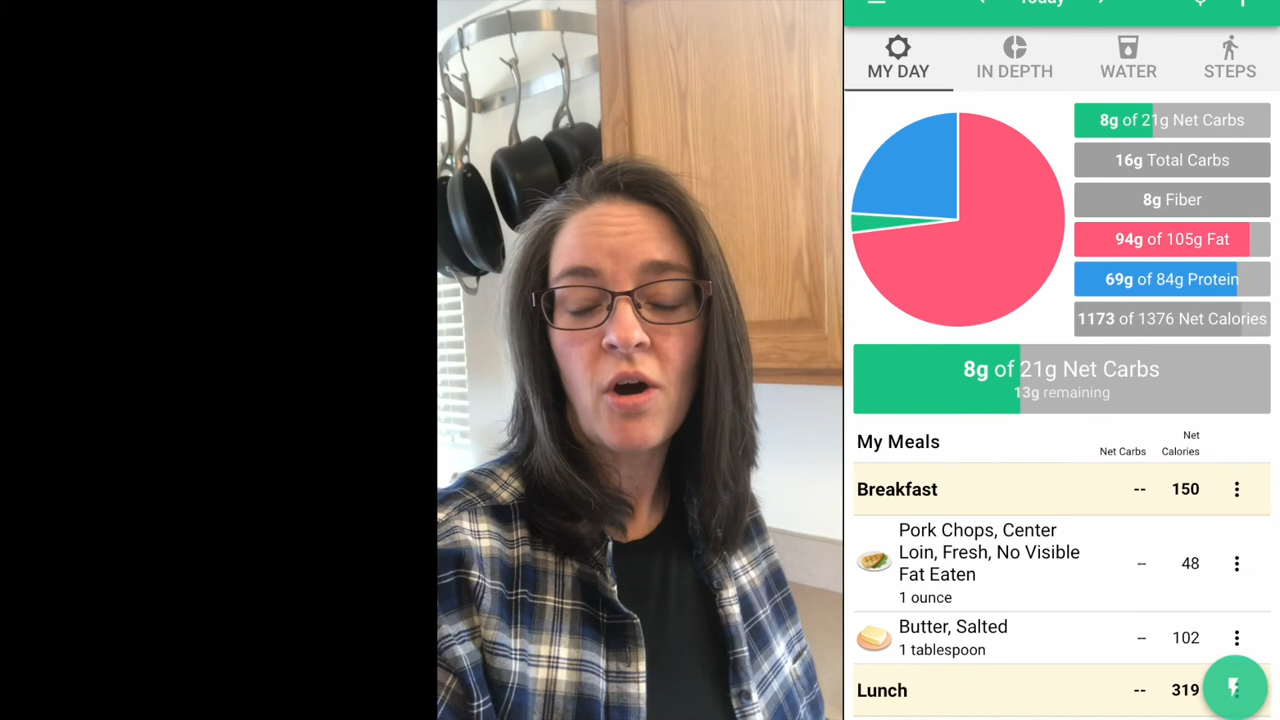 Today
MY DAY
IN DEPTH
WATER
STEPS
8g of 21g Net Carbs
16g Total Carbs
8g Fiber
94g of 105g Fat
69g of 84g Protein
1173 of 1376 Net Calories
8g of 21g Net Carbs
13g remaining
My Meals
Net Carbs
Net
Calories
Breakfast -- 150
Pork Chops, Center
Loin, Fresh, No Visible
Fat Eaten
-- 48
1 ounce
Butter, Salted
1 tablespoon
-- 102
Lunch -- 319